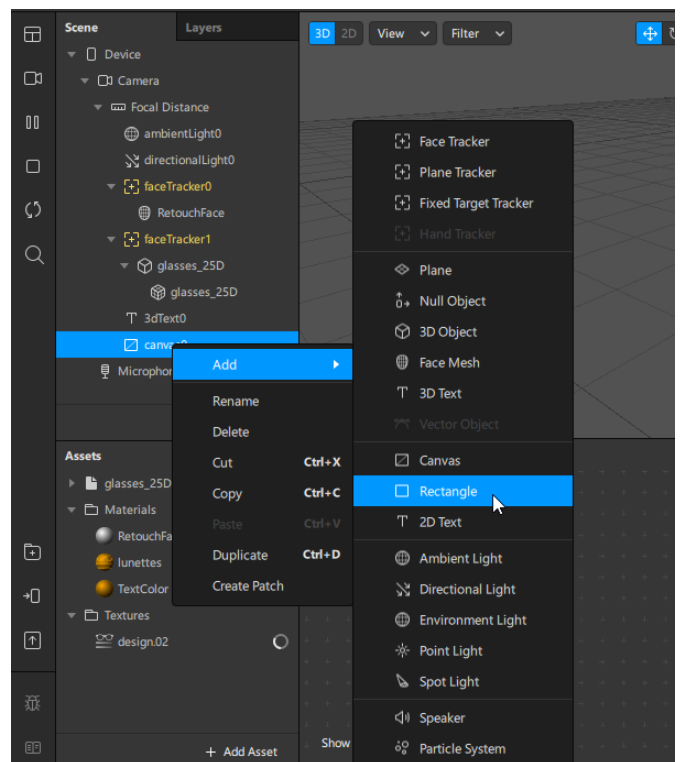 Scene Layers
3D 2D View Filter
Device
Camera
Focal Distance
ambientLight0
directionalLight0
faceTracker0
RetouchFace
faceTracker1
glasses_25D
glasses_25D
3dText0
Add
Rename
Delete
Cut Ctrl+X
Copy Ctrl+C
Paste Ctrl+V
Duplicate Ctrl+D
Create Patch
Face Tracker
Plane Tracker
Fixed Target Tracker
Hand Tracker
Plane
Null Object
3D Object
Face Mesh
3D Text
Vector Object
Canvas
Rectangle
2D Text
Ambient Light
Directional Light
Environment Light
Point Light
Spot Light
Speaker
Particle System
Assets
glasses_25D
Materials
RetouchFa
lunettes
TextColor
Textures
design.02
+ Add Asset
Show